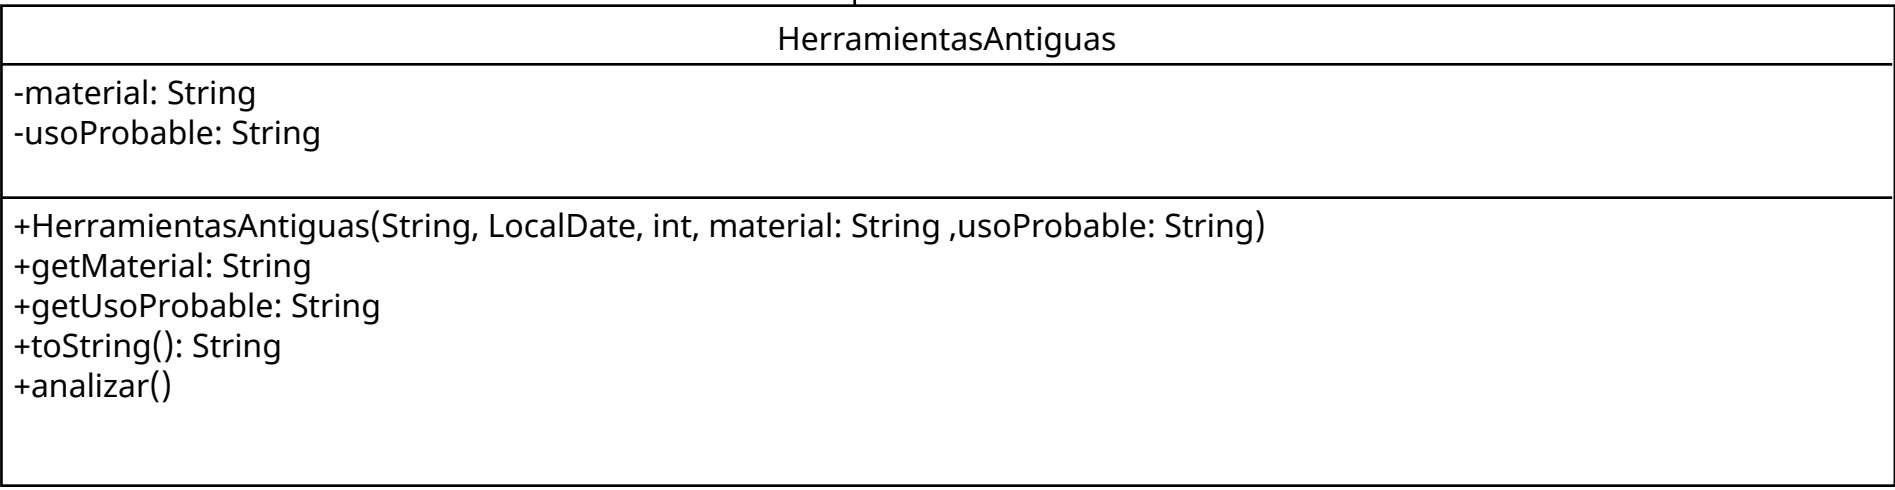 HerramientasAntiguas
-material: String
-usoProbable: String
+HerramientasAntiguas(String, LocalDate, int, material: String ,usoProbable: String)
+getMaterial: String
+getUsoProbable: String
+toString(): String
+analizar()